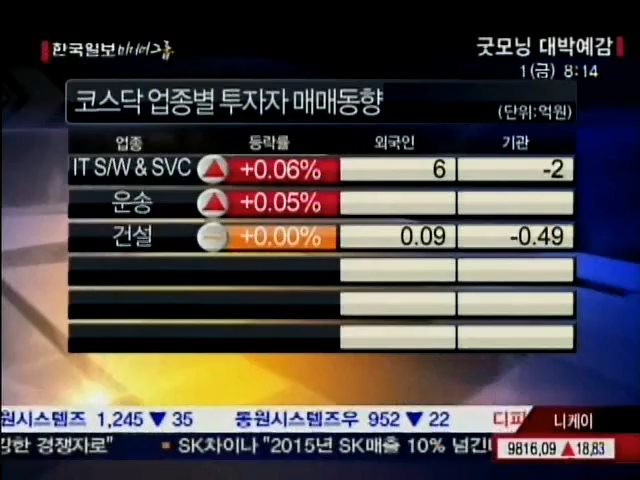 한국일보 미디어그룹
굿모닝 대박예감
1 (금) 8:14
코스닥 업종별 투자자 매매동향
(단위:억원)
업종 등락률 외국인 기관
IT S/W & SVC +0.06% 6 -2
운송 +0.05%
건설 +0.00% 0.09 -0.49
원시스템즈 1,245 ▼ 35 동원시스템즈우 952 ▼ 22 디피
니케이
강한 경쟁자로" ▪ SK차이나 "2015년 SK매출 10% 넘긴
9816.09 ▲18.83